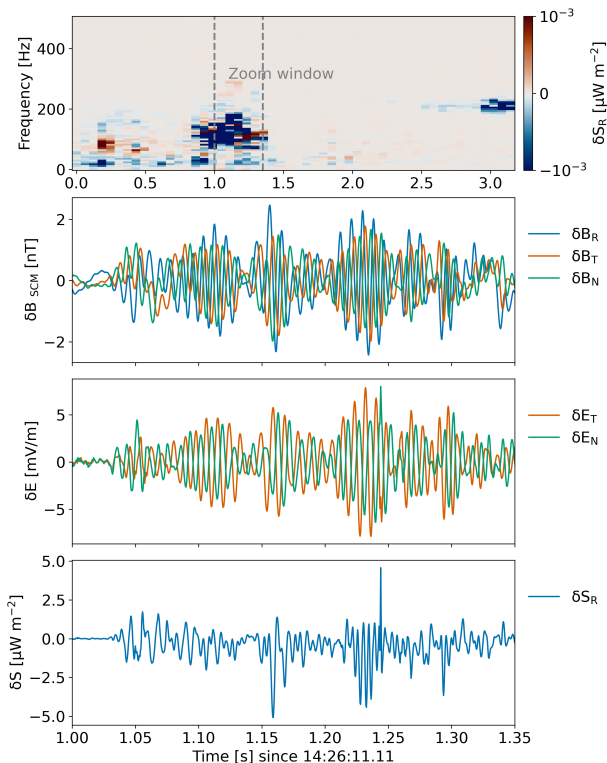 10⁻³
400
200
0
Frequency [Hz]
Zoom window
0
−10⁻³
δS_R [μW m⁻²]
0.0 0.5 1.0 1.5 2.0 2.5 3.0
2
0
−2
δB SCM [nT]
δB_R
δB_T
δB_N
5
0
−5
δE [mV/m]
δE_T
δE_N
5.0
2.5
0.0
−2.5
−5.0
δS [μW m⁻²]
δS_R
1.00 1.05 1.10 1.15 1.20 1.25 1.30 1.35
Time [s] since 14:26:11.11